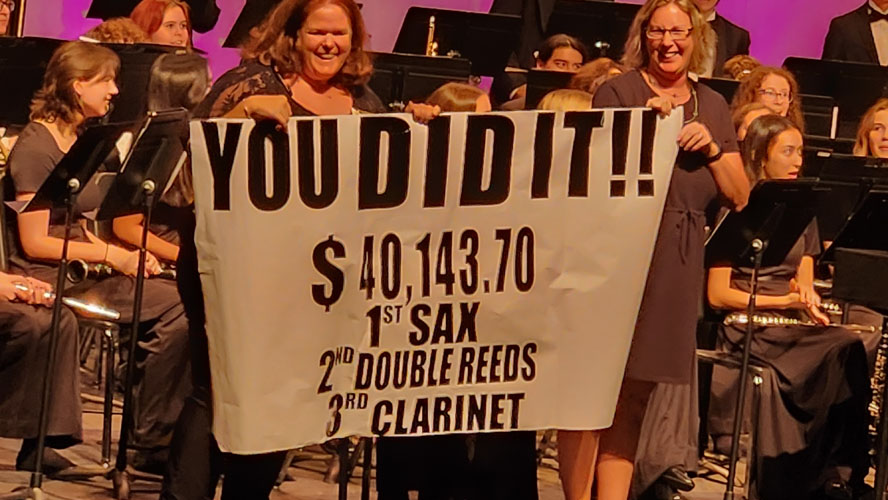 YOU DID IT!!
$ 40,143.70
1ST SAX
2ND DOUBLE REEDS
3RD CLARINET